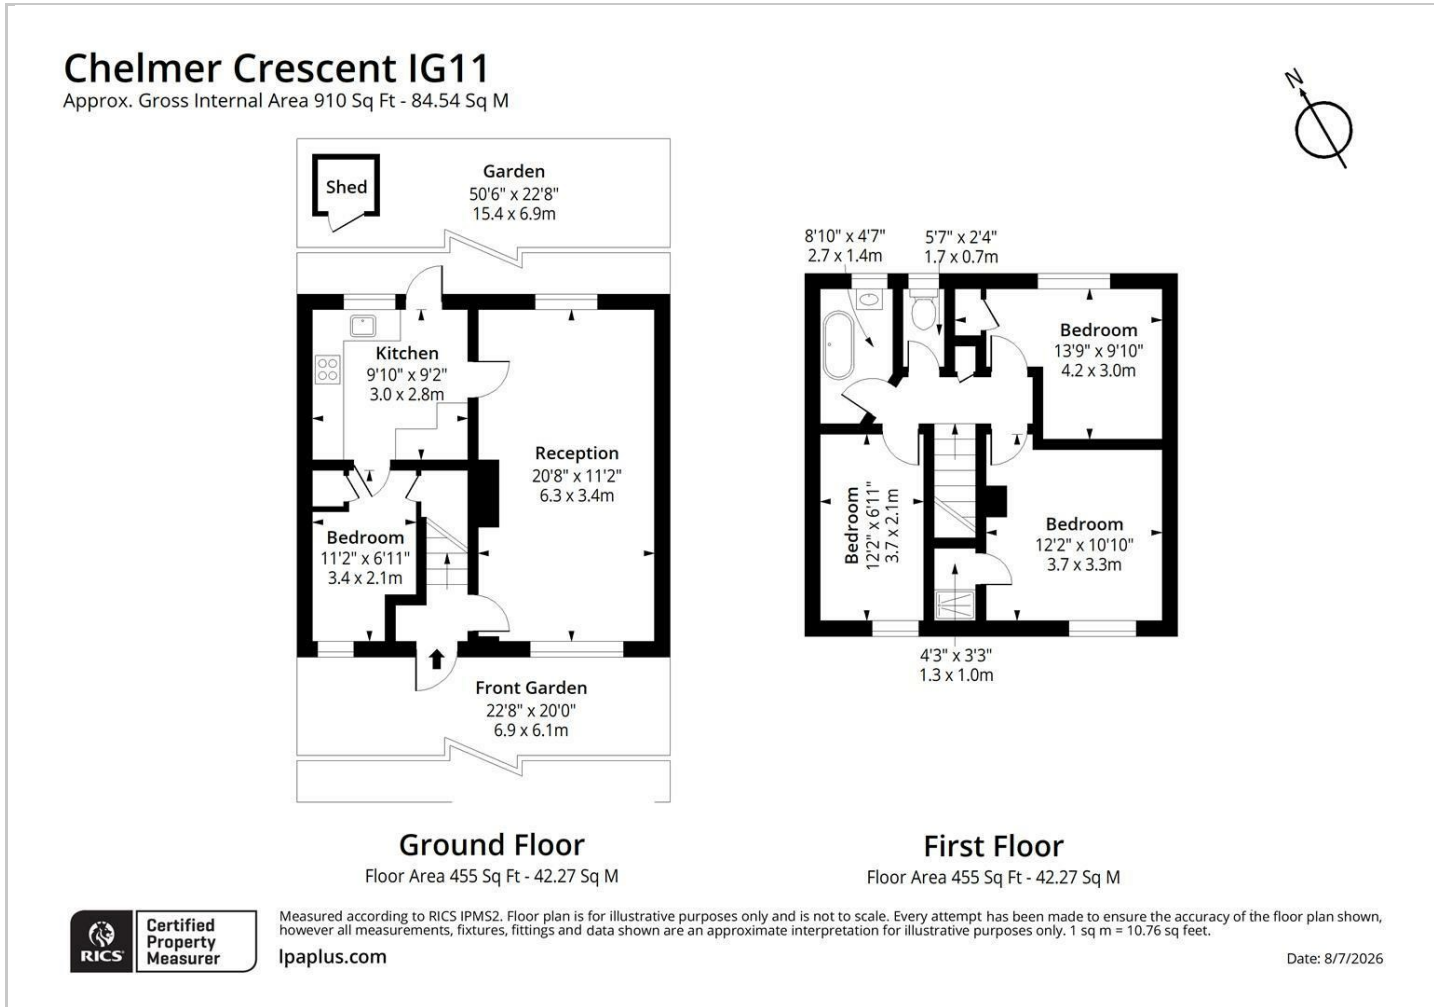 Chelmer Crescent IG11
Approx. Gross Internal Area 910 Sq Ft - 84.54 Sq M
N
Shed
Garden
50'6" x 22'8"
15.4 x 6.9m
Kitchen
9'10" x 9'2"
3.0 x 2.8m
Reception
20'8" x 11'2"
6.3 x 3.4m
Bedroom
11'2" x 6'11"
3.4 x 2.1m
Front Garden
22'8" x 20'0"
6.9 x 6.1m
Ground Floor
Floor Area 455 Sq Ft - 42.27 Sq M
8'10" x 4'7"
2.7 x 1.4m
5'7" x 2'4"
1.7 x 0.7m
Bedroom
13'9" x 9'10"
4.2 x 3.0m
Bedroom
12'2" x 6'11"
3.7 x 2.1m
Bedroom
12'2" x 10'10"
3.7 x 3.3m
4'3" x 3'3"
1.3 x 1.0m
First Floor
Floor Area 455 Sq Ft - 42.27 Sq M
RICS
Certified
Property
Measurer
Measured according to RICS IPMS2. Floor plan is for illustrative purposes only and is not to scale. Every attempt has been made to ensure the accuracy of the floor plan shown,
however all measurements, fixtures, fittings and data shown are an approximate interpretation for illustrative purposes only. 1 sq m = 10.76 sq feet.
lpaplus.com
Date: 8/7/2026